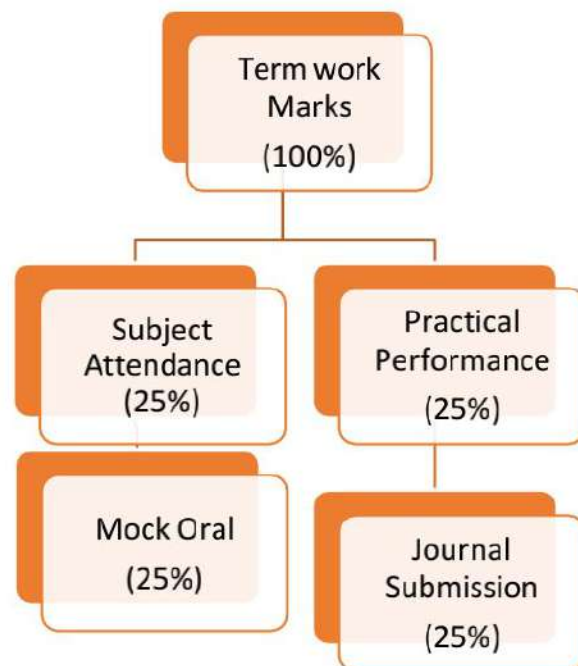 Term work
Marks
(100%)
Subject
Attendance
(25%)
Practical
Performance
(25%)
Mock Oral
(25%)
Journal
Submission
(25%)